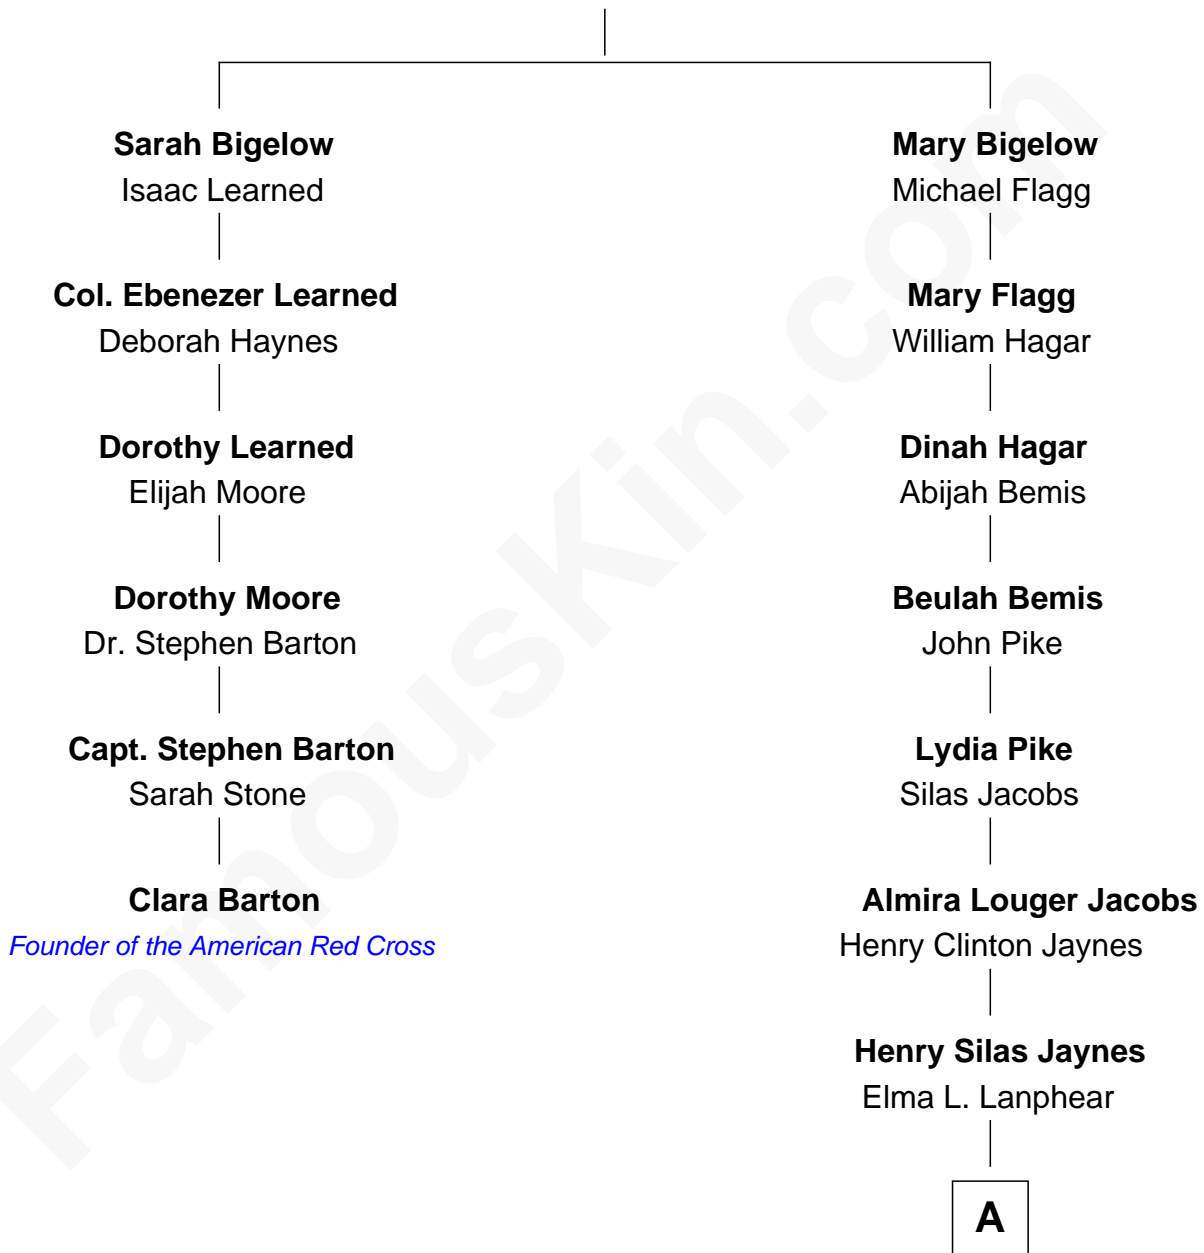 Sarah Bigelow
Isaac Learned
Col. Ebenezer Learned
Deborah Haynes
Dorothy Learned
Elijah Moore
Dorothy Moore
Dr. Stephen Barton
Capt. Stephen Barton
Sarah Stone
Clara Barton
Founder of the American Red Cross
Mary Bigelow
Michael Flagg
Mary Flagg
William Hagar
Dinah Hagar
Abijah Bemis
Beulah Bemis
John Pike
Lydia Pike
Silas Jacobs
Almira Louger Jacobs
Henry Clinton Jaynes
Henry Silas Jaynes
Elma L. Lanphear
A
FamousKin.com